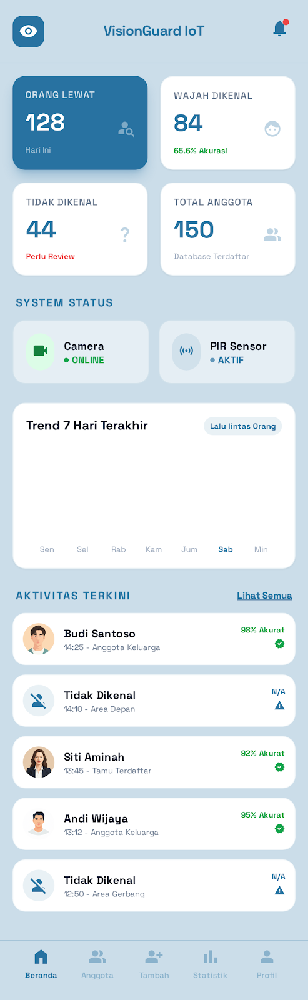 VisionGuard IoT
ORANG LEWAT
128
Hari Ini
WAJAH DIKENAL
84
65.6% Akurasi
TIDAK DIKENAL
44
Perlu Review
TOTAL ANGGOTA
150
Database Terdaftar
SYSTEM STATUS
Camera
ONLINE
PIR Sensor
AKTIF
Trend 7 Hari Terakhir
Lalu lintas Orang
Sen Sel Rab Kam Jum Sab Min
AKTIVITAS TERKINI
Lihat Semua
Budi Santoso
14:25 - Anggota Keluarga
98% Akurat
Tidak Dikenal
14:10 - Area Depan
N/A
Siti Aminah
13:45 - Tamu Terdaftar
92% Akurat
Andi Wijaya
13:12 - Anggota Keluarga
95% Akurat
Tidak Dikenal
12:50 - Area Gerbang
N/A
Beranda Anggota Tambah Statistik Profil